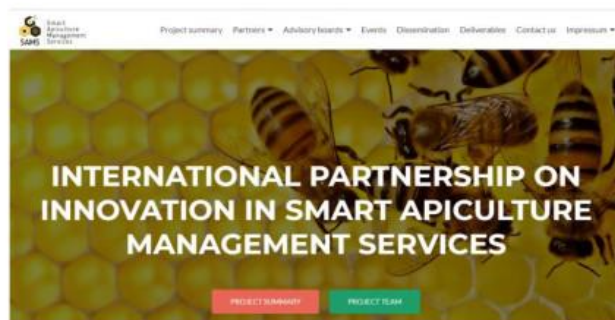 SAMS
Smart
Apiculture
Management
Services
Project summary Partners Advisory boards Events Dissemination Deliverables Contact us Impressum
INTERNATIONAL PARTNERSHIP ON
INNOVATION IN SMART APICULTURE
MANAGEMENT SERVICES
PROJECT SUMMARY PROJECT TEAM